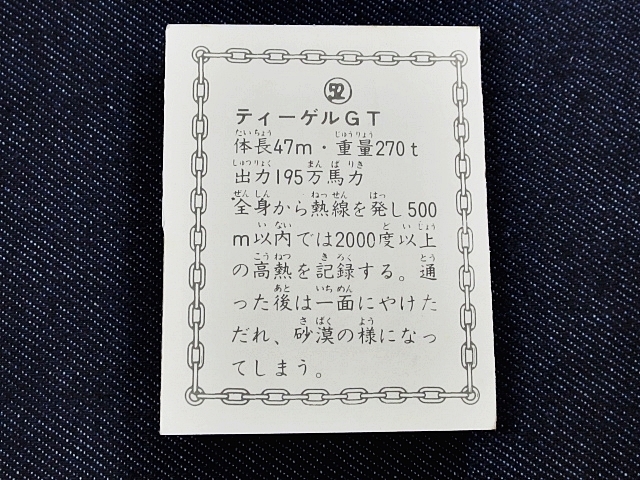 52
ティーゲルGT
体長47m・重量270t
出力195万馬力
全身から熱線を発し500
m以内では2000度以上
の高熱を記録する。通
った後は一面にやけた
だれ、砂漠の様になっ
てしまう。